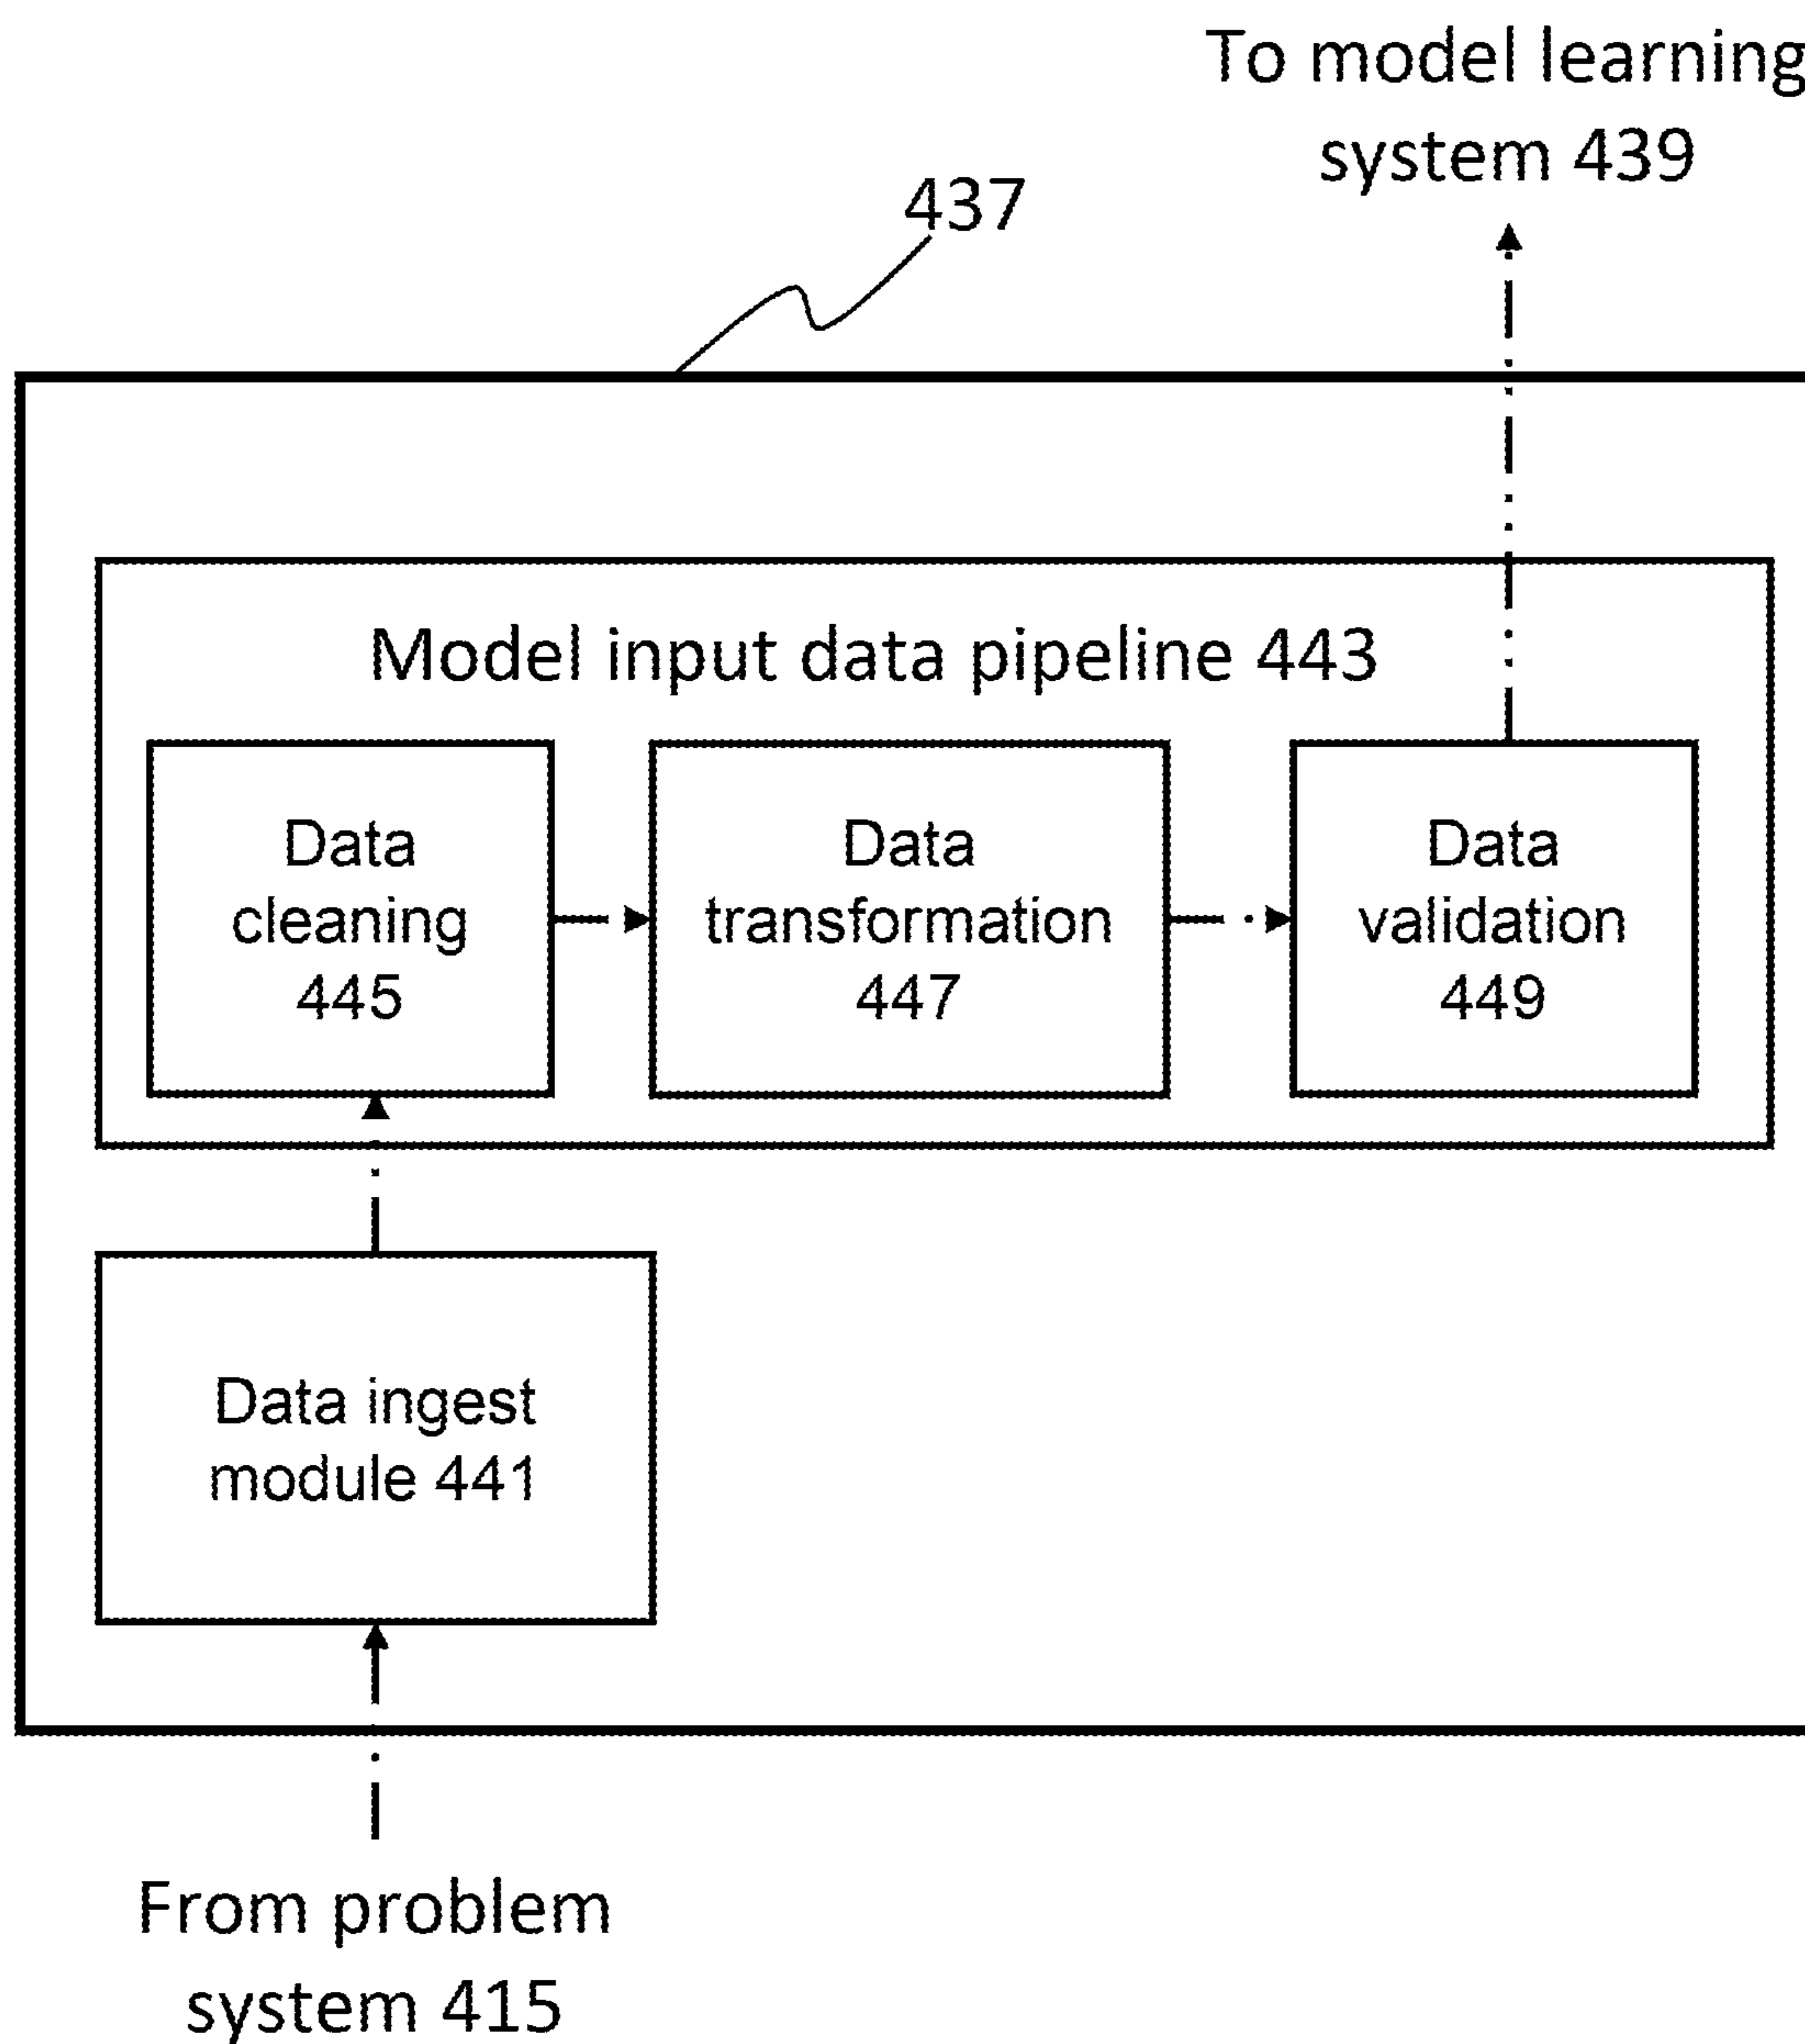 To model learning
system 439
437
Model input data pipeline 443
Data
cleaning
445
Data
transformation
447
Data
validation
449
Data ingest
module 441
From problem
system 415